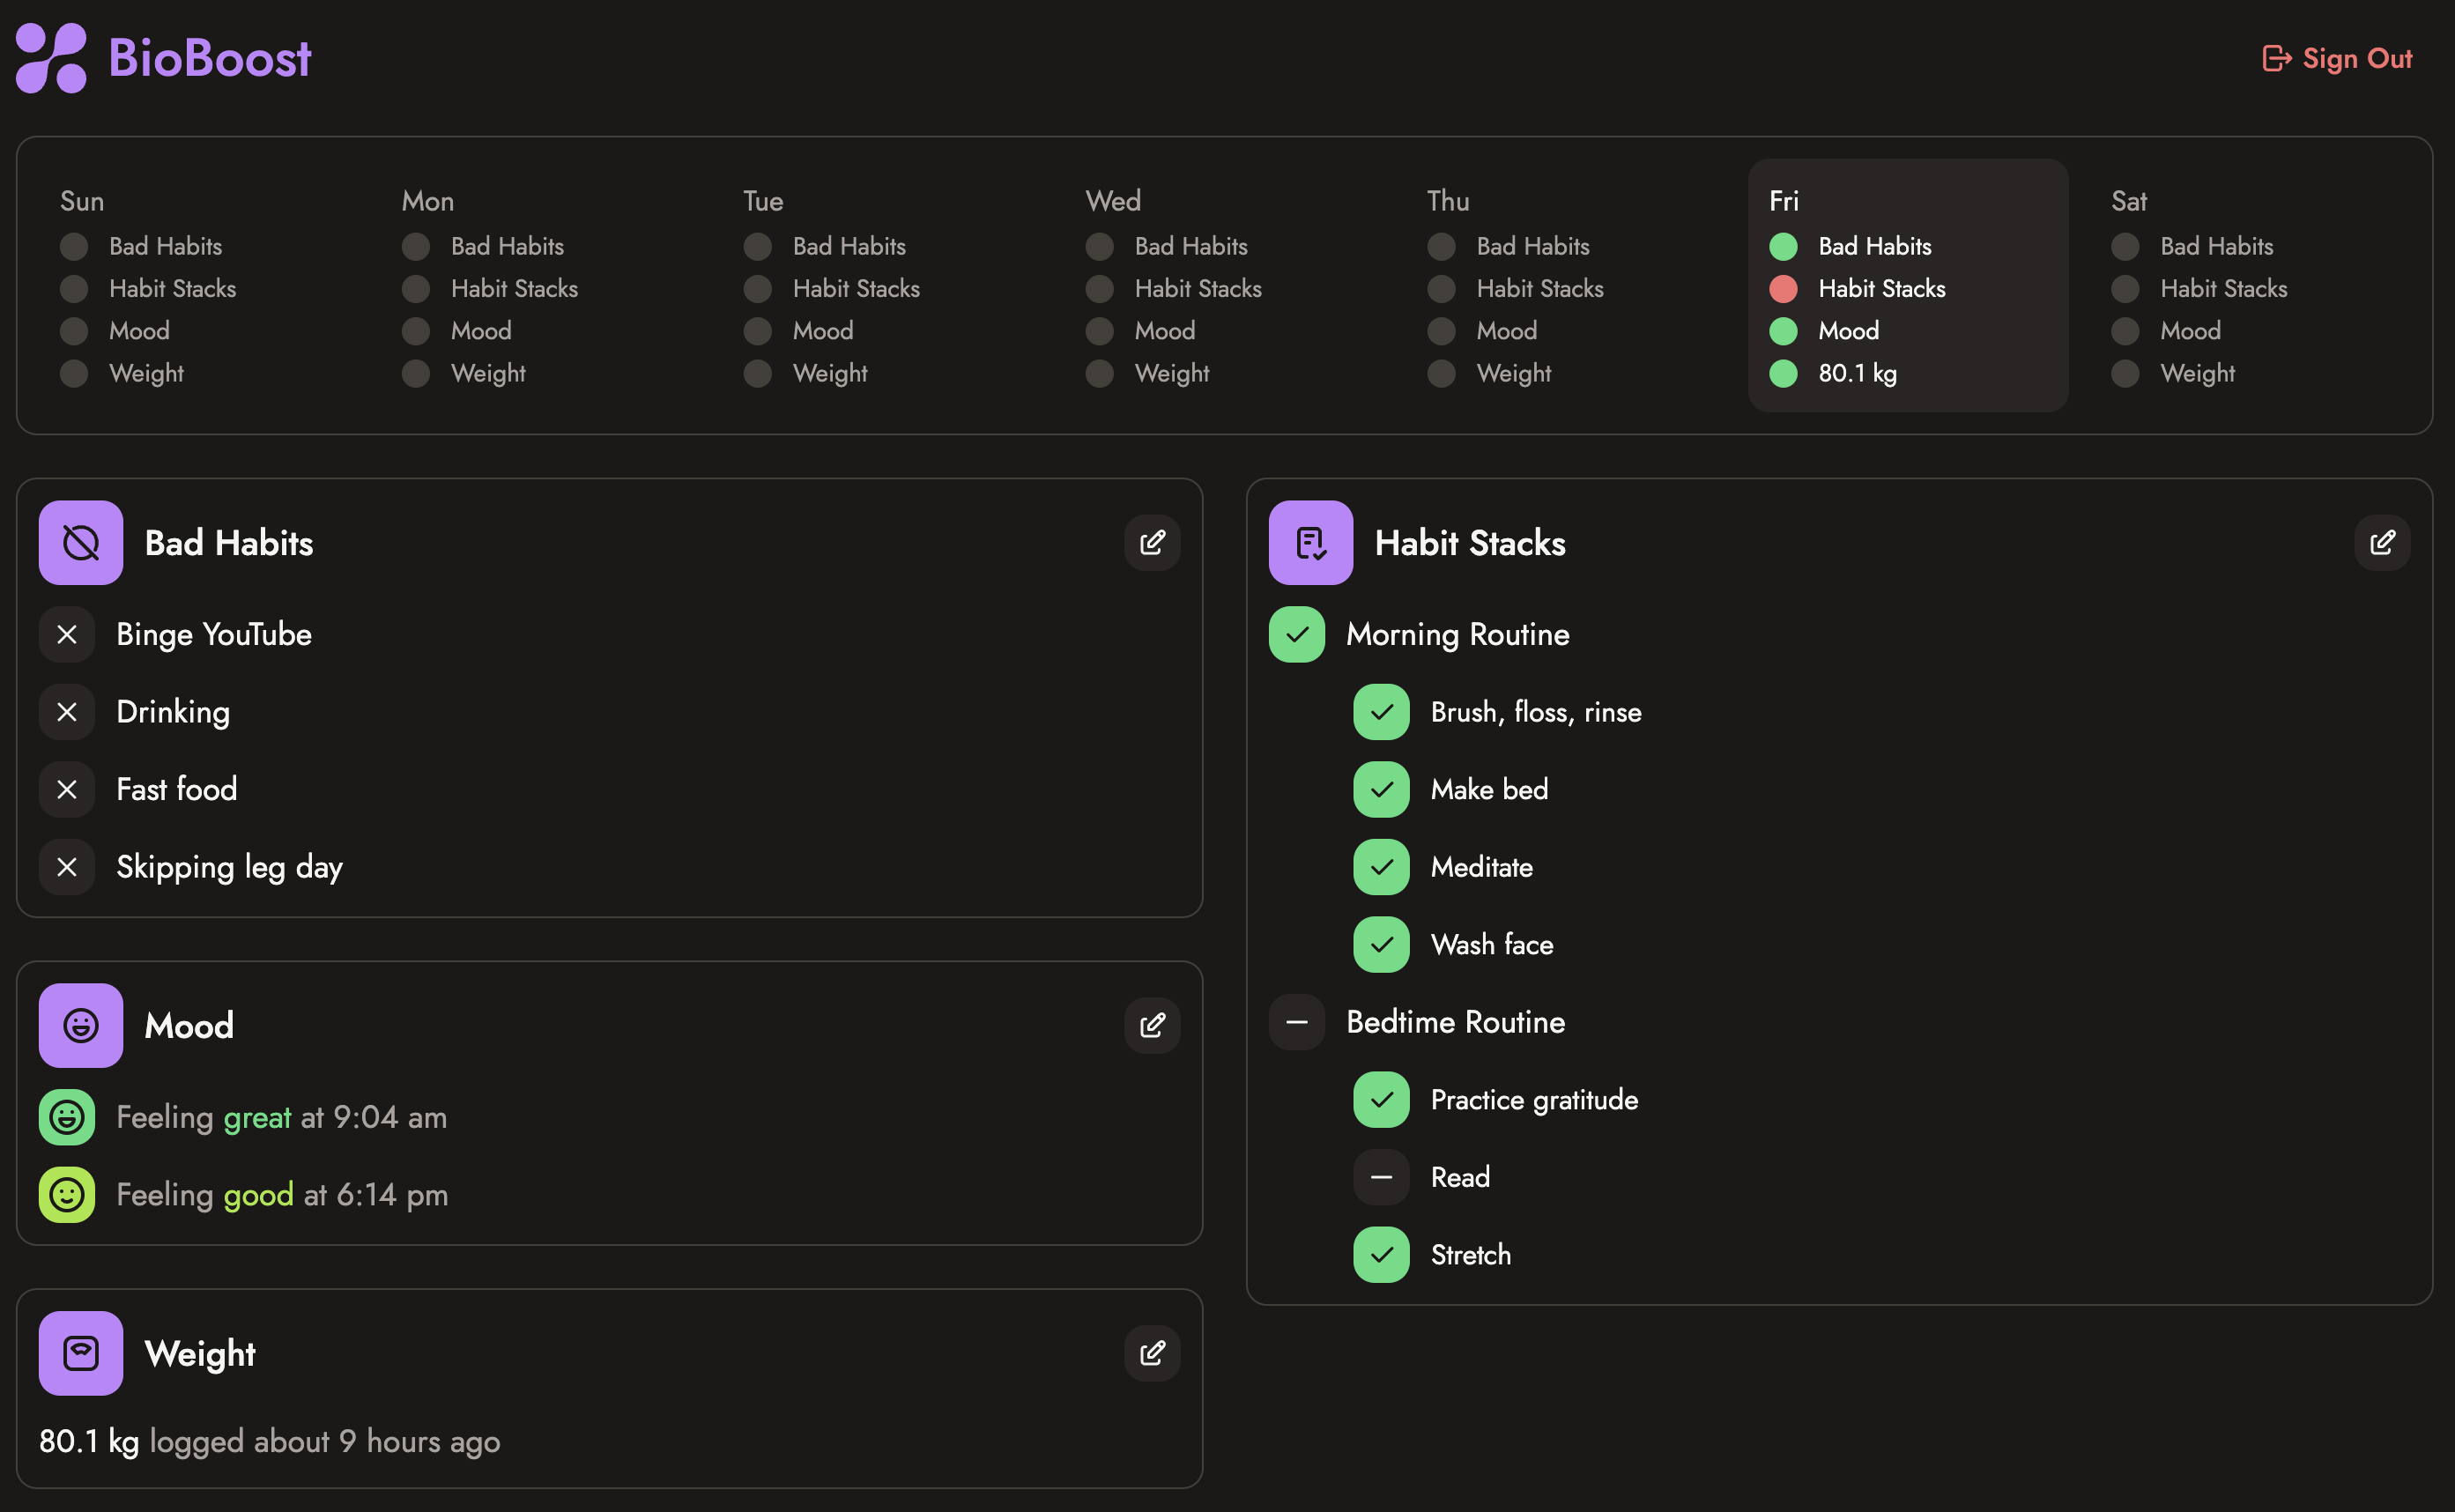 BioBoost
Sign Out
Sun
Bad Habits
Habit Stacks
Mood
Weight
Mon
Bad Habits
Habit Stacks
Mood
Weight
Tue
Bad Habits
Habit Stacks
Mood
Weight
Wed
Bad Habits
Habit Stacks
Mood
Weight
Thu
Bad Habits
Habit Stacks
Mood
Weight
Fri
Bad Habits
Habit Stacks
Mood
80.1 kg
Sat
Bad Habits
Habit Stacks
Mood
Weight
Bad Habits
Binge YouTube
Drinking
Fast food
Skipping leg day
Mood
Feeling great at 9:04 am
Feeling good at 6:14 pm
Weight
80.1 kg logged about 9 hours ago
Habit Stacks
Morning Routine
Brush, floss, rinse
Make bed
Meditate
Wash face
Bedtime Routine
Practice gratitude
Read
Stretch